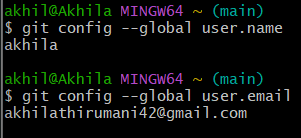 akhil@Akhila MINGW64 ~ (main)
$ git config --global user.name
akhila
akhil@Akhila MINGW64 ~ (main)
$ git config --global user.email
akhilathirumani42@gmail.com